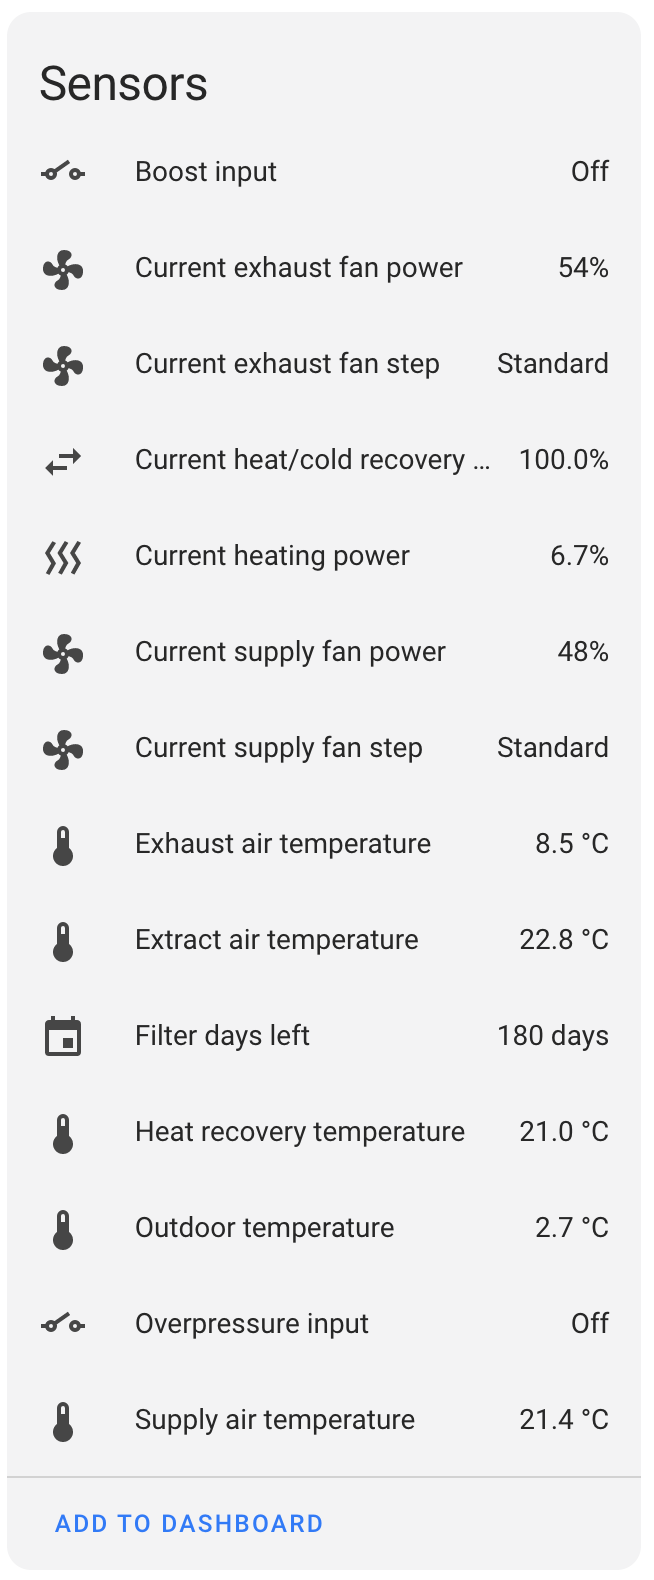 Sensors
Boost input Off
Current exhaust fan power 54%
Current exhaust fan step Standard
Current heat/cold recovery ... 100.0%
Current heating power 6.7%
Current supply fan power 48%
Current supply fan step Standard
Exhaust air temperature 8.5 °C
Extract air temperature 22.8 °C
Filter days left 180 days
Heat recovery temperature 21.0 °C
Outdoor temperature 2.7 °C
Overpressure input Off
Supply air temperature 21.4 °C
ADD TO DASHBOARD